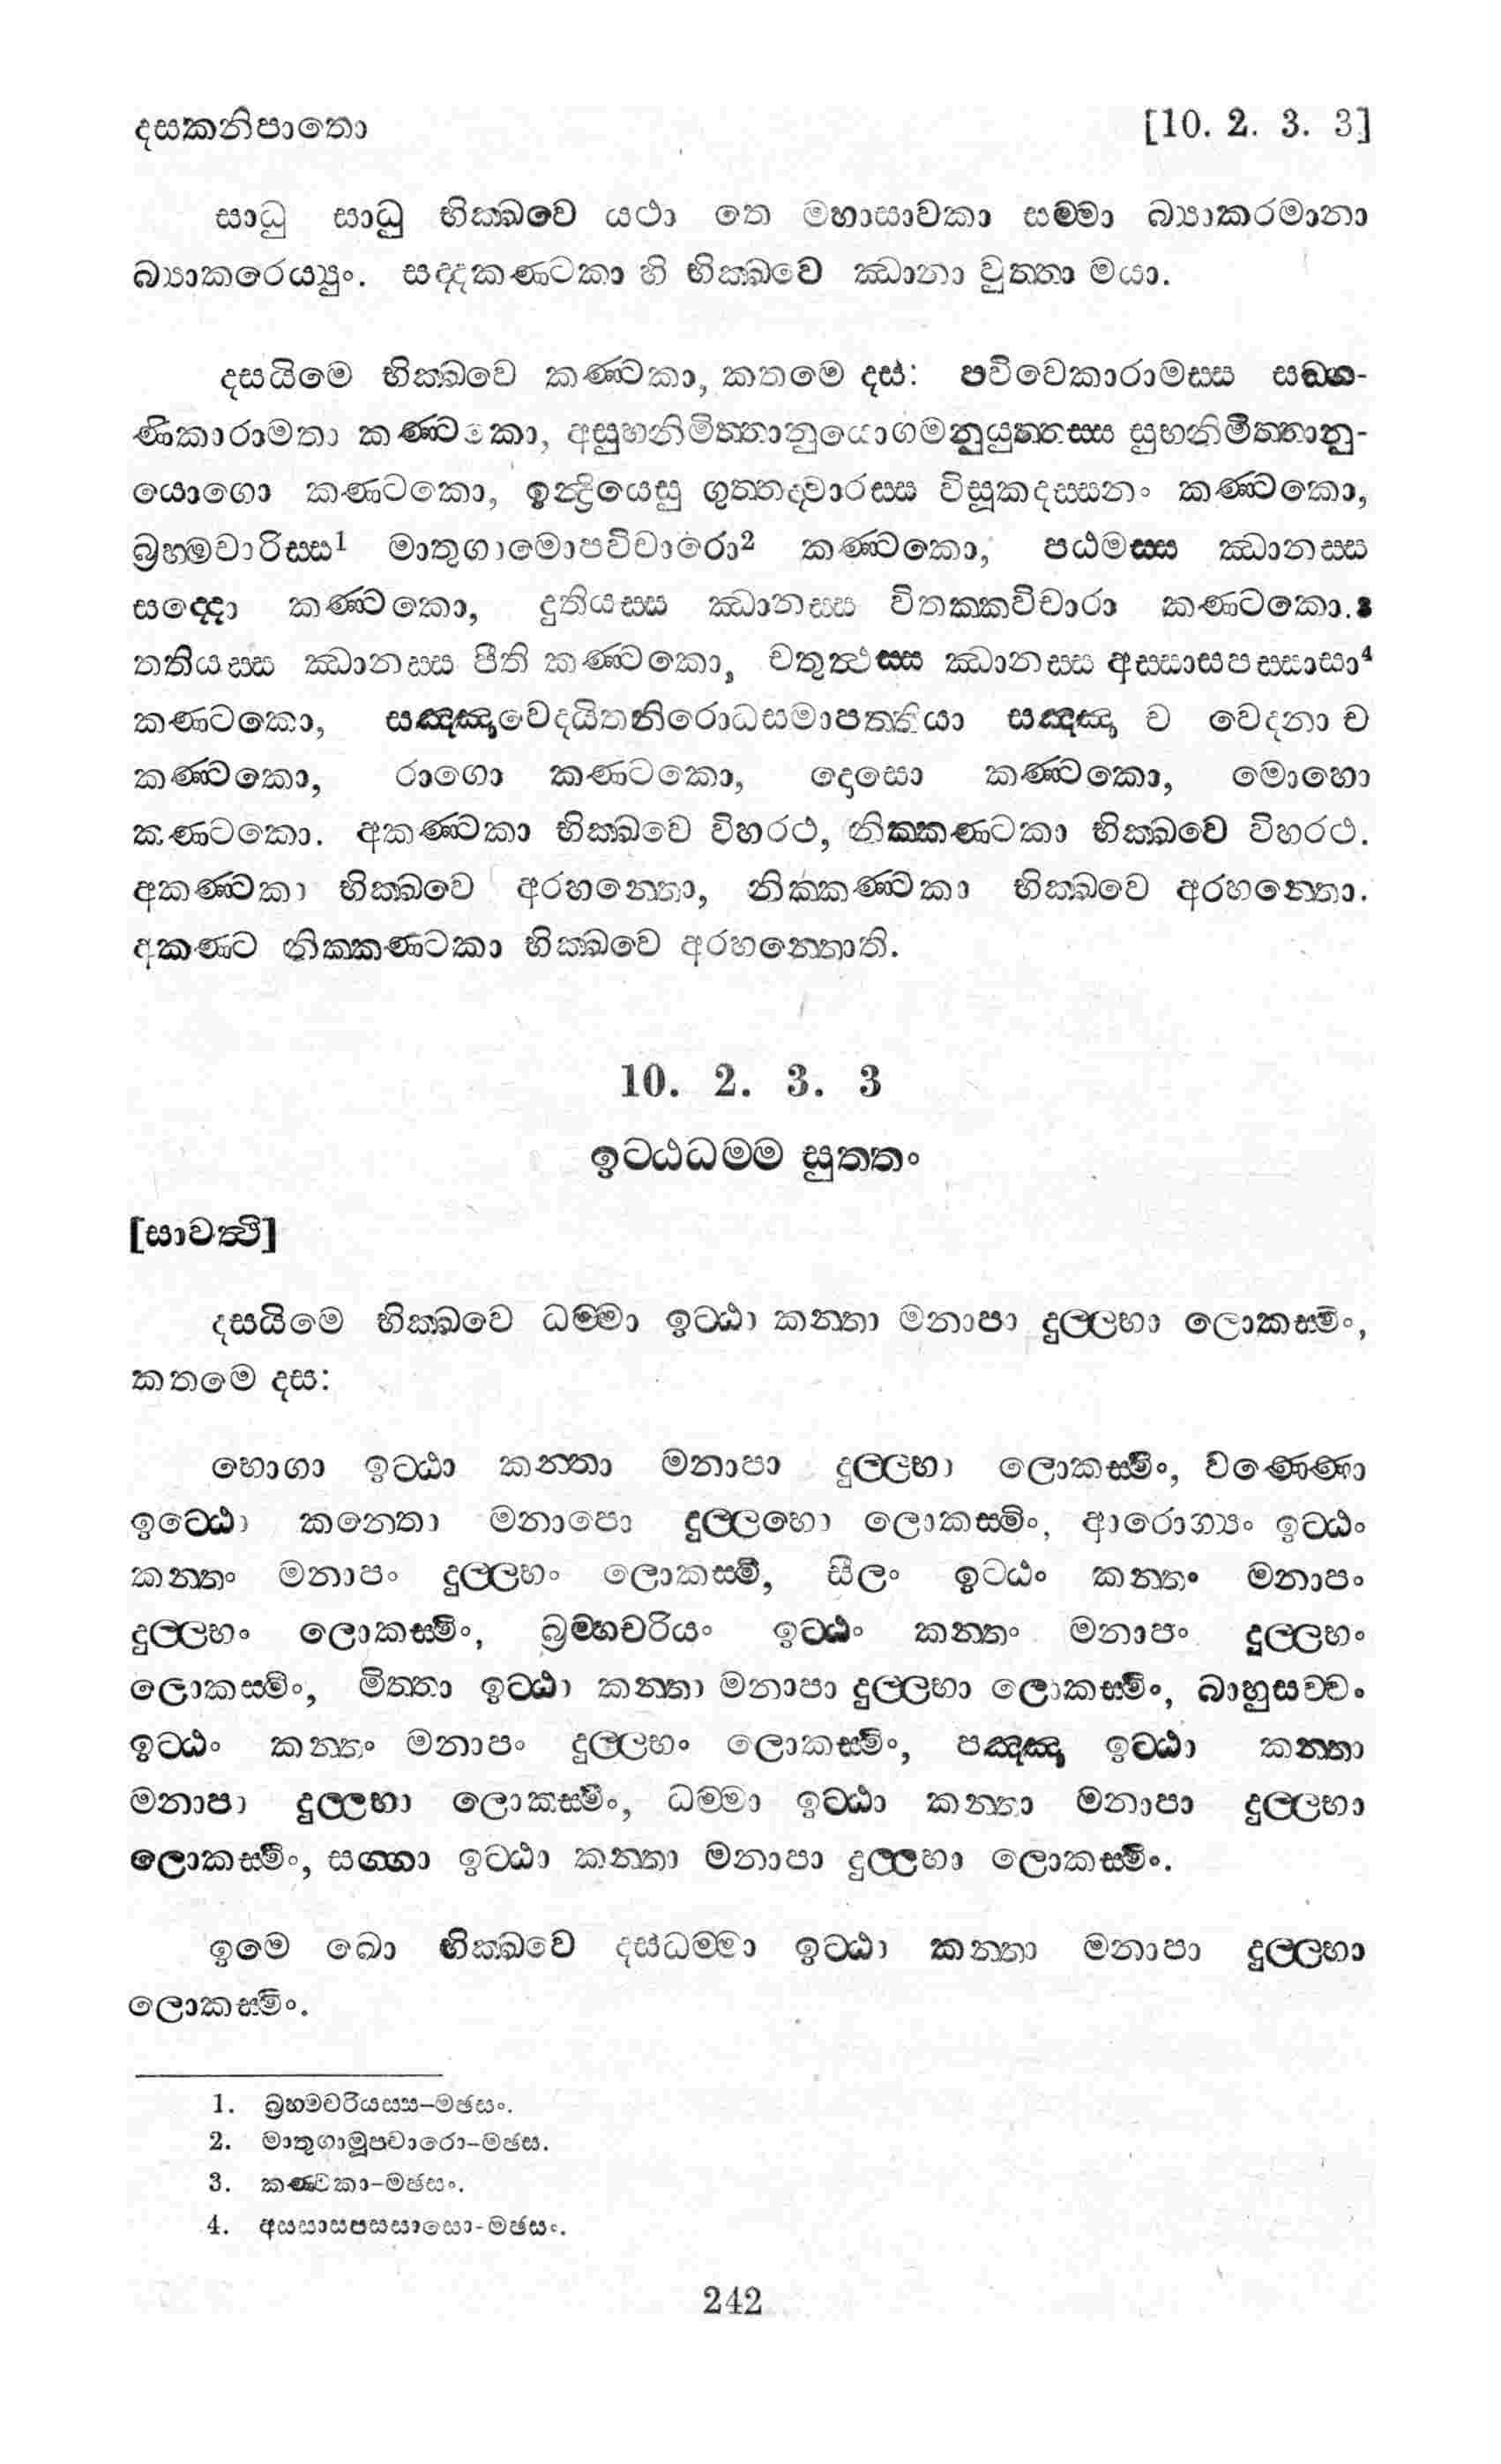 දසකනිපාතො [10. 2. 3. 3]
සාධු සාධු භික්ඛවෙ යථා තෙ මහාසාවකා සම්මා බ්‍යාකරමානා
බ්‍යාකරෙය්‍යුං. සද්දකණ්ටකා හි භික්ඛවෙ ඣානා වුත්තා මයා.
දසයිමෙ භික්ඛවෙ කණ්ටකා, කතමෙ දස: පවිවෙකාරාමස්ස සඞ්ග-
ණිකාරාමතා කණ්ටකො, අසුභනිමිත්තානුයොගමනුයුත්තස්ස සුභනිමිත්තානු-
යොගො කණ්ටකො, ඉන්ද්‍රියෙසු ගුත්තද්වාරස්ස විසූකදස්සනං කණ්ටකො,
බ්‍රහ්මචාරිස්ස1 මාතුගාමොපවිචාරො2 කණ්ටකො, පඨමස්ස ඣානස්ස
සද්දො කණ්ටකො, දුතියස්ස ඣානස්ස විතක්කවිචාරා කණ්ටකො.3
තතියස්ස ඣානස්ස පීති කණ්ටකො, චතුත්ථස්ස ඣානස්ස අස්සාසපස්සාසා4
කණ්ටකො, සඤ්ඤාවෙදයිතනිරොධසමාපත්තියා සඤ්ඤා ච වෙදනා ච
කණ්ටකො, රාගො කණ්ටකො, දොසො කණ්ටකො, මොහො
කණ්ටකො. අකණ්ටකා භික්ඛවෙ විහරථ, නික්කණ්ටකා භික්ඛවෙ විහරථ.
අකණ්ටකා භික්ඛවෙ අරහන්තො, නික්කණ්ටකා භික්ඛවෙ අරහන්තො.
අකණ්ට නික්කණ්ටකා භික්ඛවෙ අරහන්තොති.
10. 2. 3. 3
ඉට්ඨධම්ම සුත්තං
[සාවත්ථි]
දසයිමෙ භික්ඛවෙ ධම්මා ඉට්ඨා කන්තා මනාපා දුල්ලභා ලොකස්මිං,
කතමෙ දස:
භොගා ඉට්ඨා කන්තා මනාපා දුල්ලභා ලොකස්මිං, වණ්ණො
ඉට්ඨො කන්තො මනාපො දුල්ලභො ලොකස්මිං, ආරොග්‍යං ඉට්ඨං
කන්තං මනාපං දුල්ලභං ලොකස්මි, සීලං ඉට්ඨං කන්තං මනාපං
දුල්ලභං ලොකස්මිං, බ්‍රම්හචරියං ඉට්ඨං කන්තං මනාපං දුල්ලභං
ලොකස්මිං, මිත්තා ඉට්ඨා කන්තා මනාපා දුල්ලභා ලොකස්මිං, බාහුසච්චං
ඉට්ඨං කන්තං මනාපං දුල්ලභං ලොකස්මිං, පඤ්ඤා ඉට්ඨා කන්තා
මනාපා දුල්ලභා ලොකස්මිං, ධම්මා ඉට්ඨා කන්තා මනාපා දුල්ලභා
ලොකස්මිං, සග්ගා ඉට්ඨා කන්තා මනාපා දුල්ලභා ලොකස්මිං.
ඉමෙ ඛො භික්ඛවෙ දසධම්මා ඉට්ඨා කන්තා මනාපා දුල්ලභා
ලොකස්මිං.
1. බ්‍රහ්මචරියස්ස-මඡසං.
2. මාතුගාමූපචාරො-මඡස.
3. කණ්ටකා-මඡසං.
4. අස්සාසපස්සාසො-මඡසං.
242